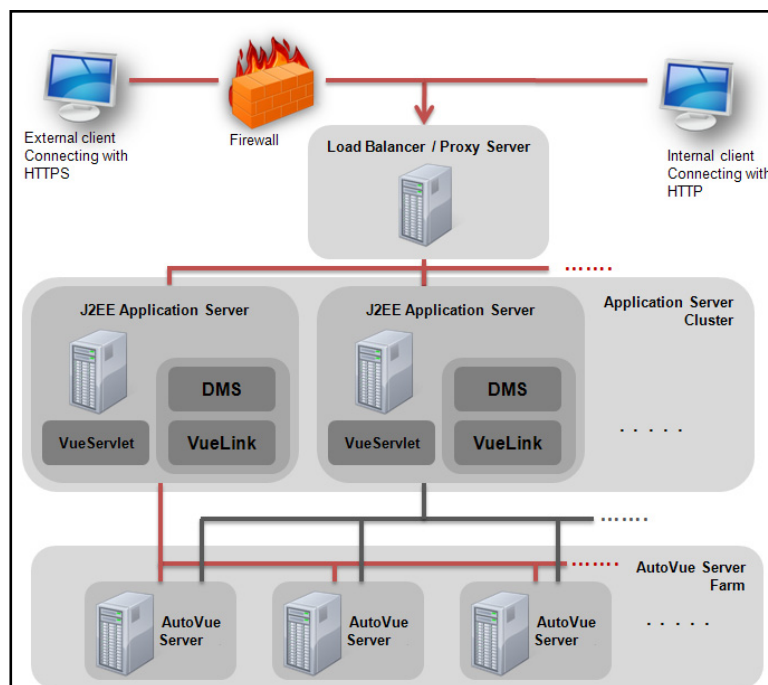 External client
Connecting with
HTTPS
Firewall
Load Balancer / Proxy Server
Internal client
Connecting with
HTTP
J2EE Application Server
DMS
VueServlet
VueLink
J2EE Application Server
DMS
VueServlet
VueLink
Application Server
Cluster
AutoVue Server
Farm
AutoVue
Server
AutoVue
Server
AutoVue
Server